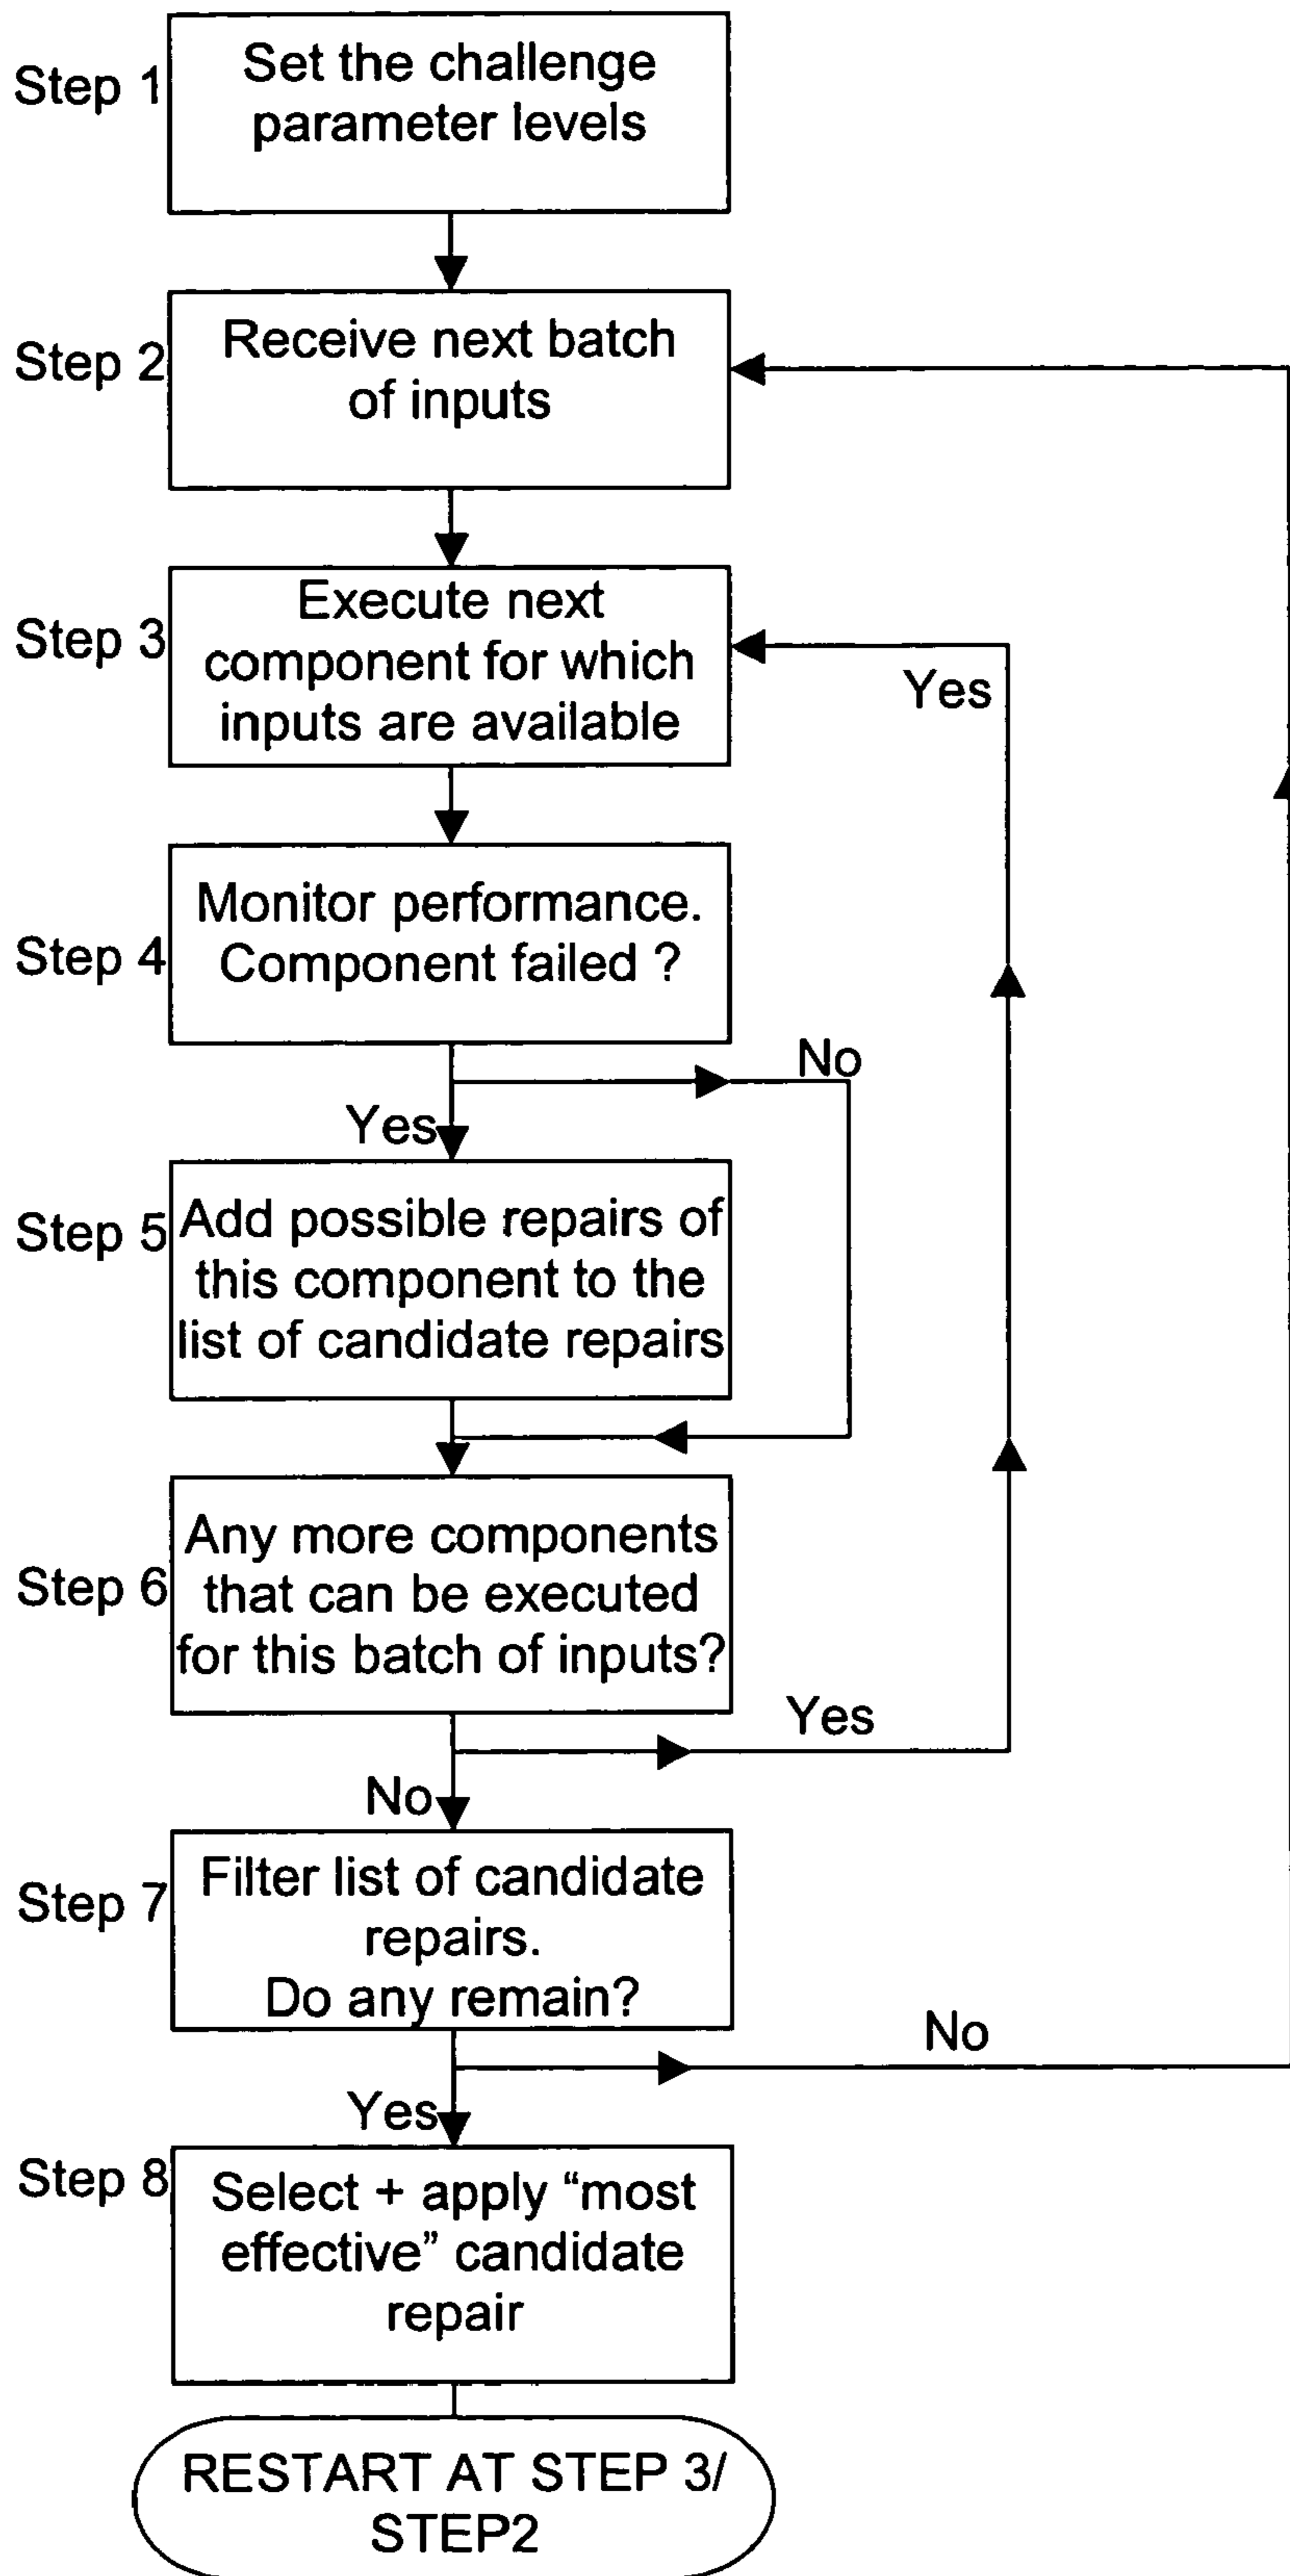 Step 1
Set the challenge
parameter levels
Step 2
Receive next batch
of inputs
Step 3
Execute next
component for which
inputs are available
Yes
Step 4
Monitor performance.
Component failed ?
No
Yes
Step 5
Add possible repairs of
this component to the
list of candidate repairs
Step 6
Any more components
that can be executed
for this batch of inputs?
Yes
No
Step 7
Filter list of candidate
repairs.
Do any remain?
No
Yes
Step 8
Select + apply “most
effective” candidate
repair
RESTART AT STEP 3/
STEP2